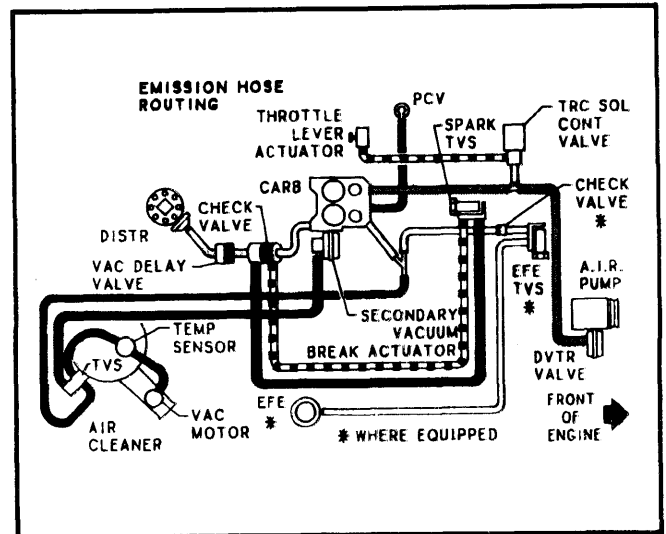 EMISSION HOSE
ROUTING
PCV
THROTTLE
LEVER
ACTUATOR
SPARK
TVS
TRC SOL
CONT
VALVE
CARB
CHECK
VALVE
CHECK
VALVE
*
DISTR
VAC DELAY
VALVE
EFE
TVS
*
A.I.R.
PUMP
SECONDARY
VACUUM
BREAK ACTUATOR
TEMP
SENSOR
TVS
DVTR
VALVE
EFE
*
VAC
MOTOR
AIR
CLEANER
* WHERE EQUIPPED
FRONT
OF
ENGINE